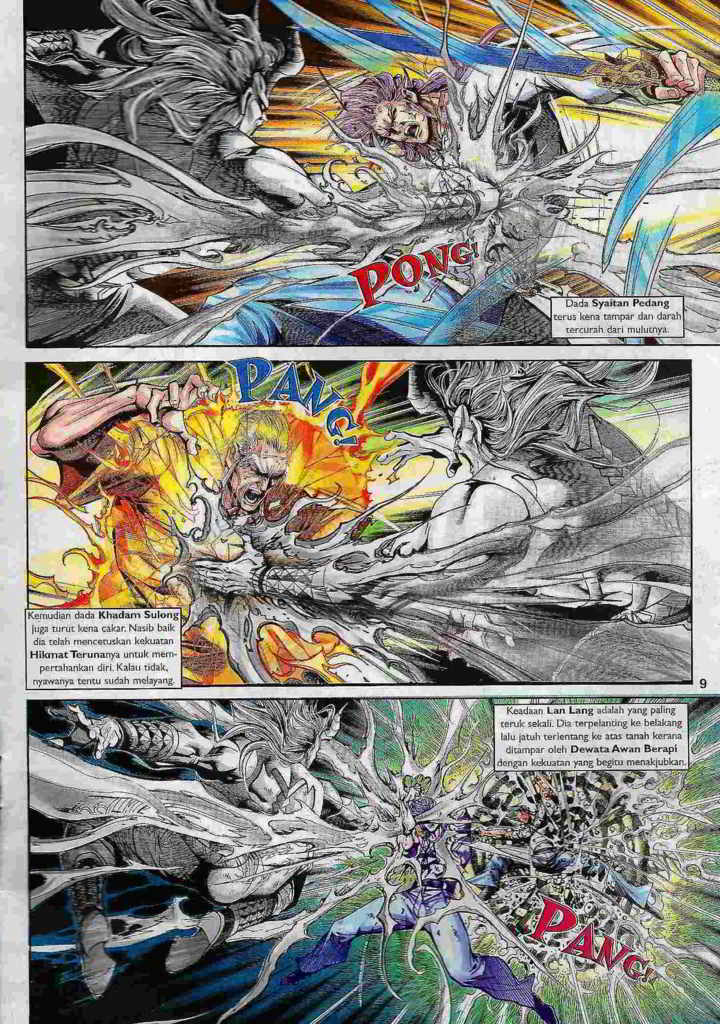 PONG!
Dada Syaitan Pedang
terus kena tampar dan darah
tercurah dari mulutnya.
PANG!
Kemudian dada Khadam Sulong
juga turut kena cakar. Nasib baik
dia telah mencetuskan kekuatan
Hikmat Terunanya untuk mem-
pertahankan diri. Kalau tidak,
nyawanya tentu sudah melayang.
9
Keadaan Lan Lang adalah yang paling
teruk sekali. Dia terpelanting ke belakang
lalu jatuh terlentang ke atas tanah kerana
ditampar oleh Dewata Awan Berapi
dengan kekuatan yang begitu menakjubkan.
PANG!